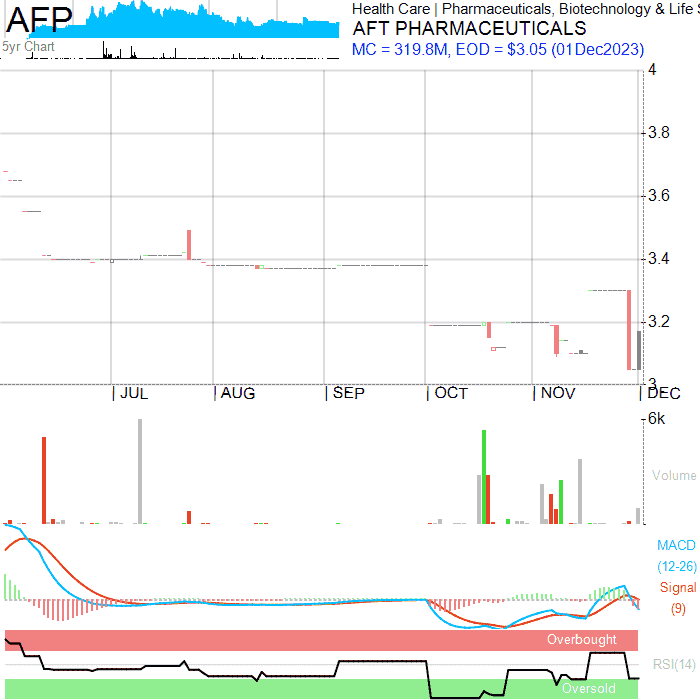 AFP
Health Care | Pharmaceuticals, Biotechnology & Life S
AFT PHARMACEUTICALS
5yr Chart
MC = 319.8M, EOD = $3.05 (01Dec2023)
4
3.8
3.6
3.4
3.2
3
| JUL
| AUG
| SEP
| OCT
| NOV
| DEC
6k
Volume
MACD
(12-26)
Signal
(9)
Overbought
RSI(14)
Oversold